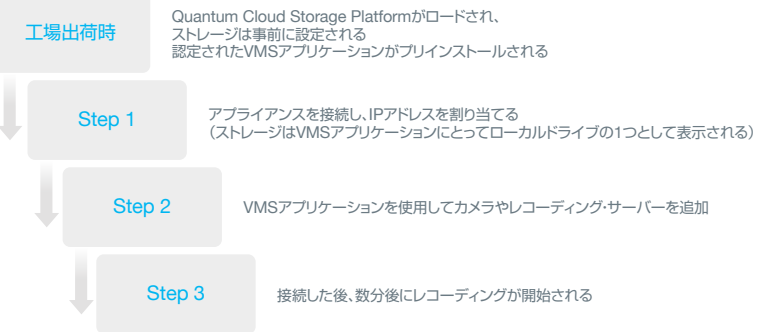 工場出荷時
Quantum Cloud Storage Platformがロードされ、
ストレージは事前に設定される
認定されたVMSアプリケーションがプリインストールされる
Step 1
アプライアンスを接続し、IPアドレスを割り当てる
（ストレージはVMSアプリケーションにとってローカルドライブの1つとして表示される）
Step 2
VMSアプリケーションを使用してカメラやレコーディング・サーバーを追加
Step 3
接続した後、数分後にレコーディングが開始される